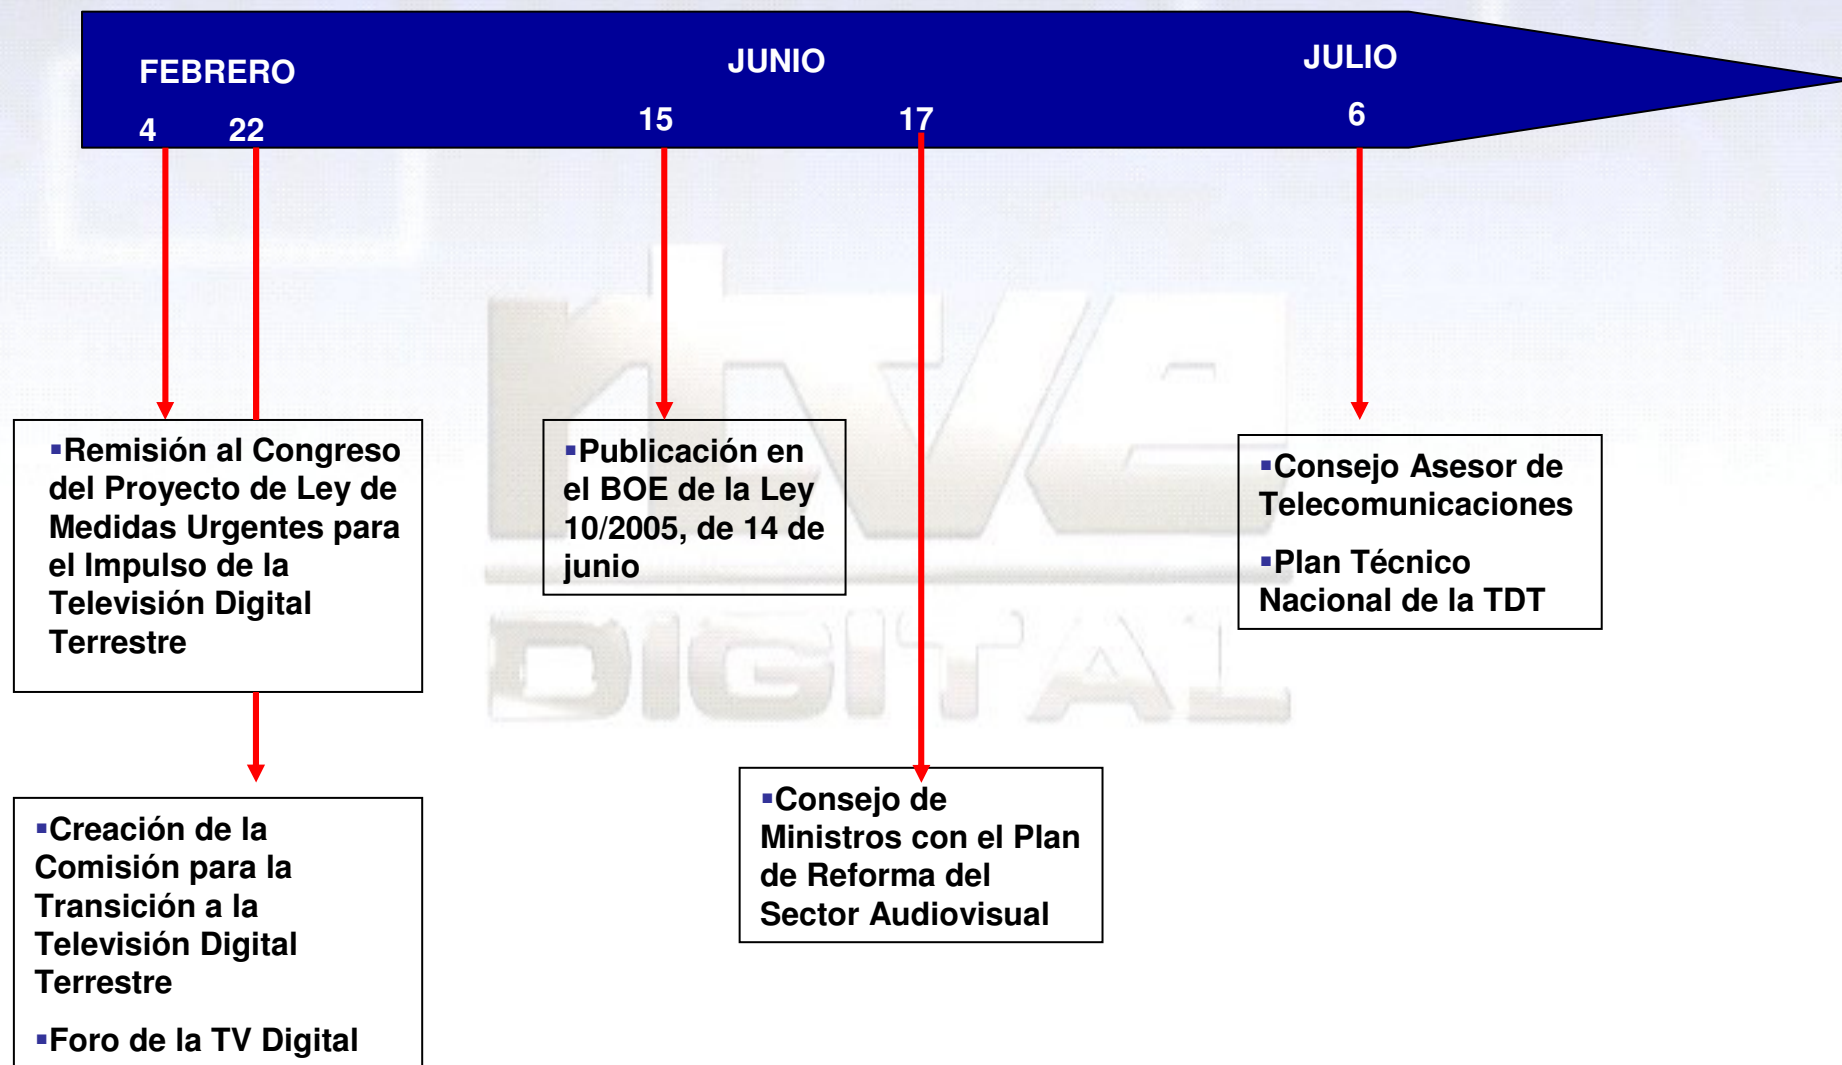 FEBRERO
JUNIO
JULIO
4
22
15
17
6
▪Remisión al Congreso
del Proyecto de Ley de
Medidas Urgentes para
el Impulso de la
Televisión Digital
Terrestre
▪Publicación en
el BOE de la Ley
10/2005, de 14 de
junio
▪Consejo Asesor de
Telecomunicaciones
▪Plan Técnico
Nacional de la TDT
▪Creación de la
Comisión para la
Transición a la
Televisión Digital
Terrestre
▪Foro de la TV Digital
▪Consejo de
Ministros con el Plan
de Reforma del
Sector Audiovisual
rtve
DIGITAL